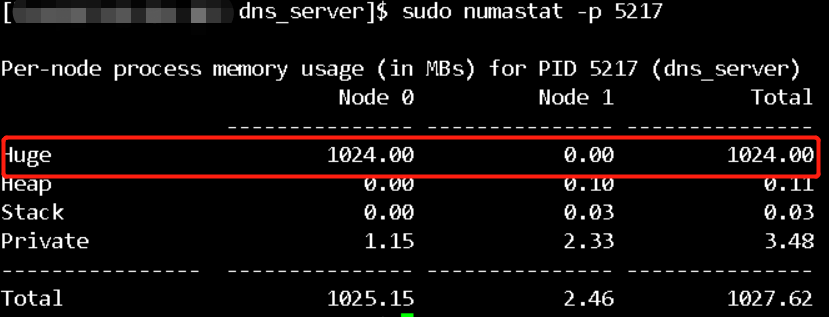 [ dns_server]$ sudo numastat -p 5217
Per-node process memory usage (in MBs) for PID 5217 (dns_server)
Node 0 Node 1 Total
--------------- --------------- ---------------
Huge 1024.00 0.00 1024.00
Heap 0.00 0.10 0.11
Stack 0.00 0.03 0.03
Private 1.15 2.33 3.48
---------------- --------------- --------------- ---------------
Total 1025.15 2.46 1027.62